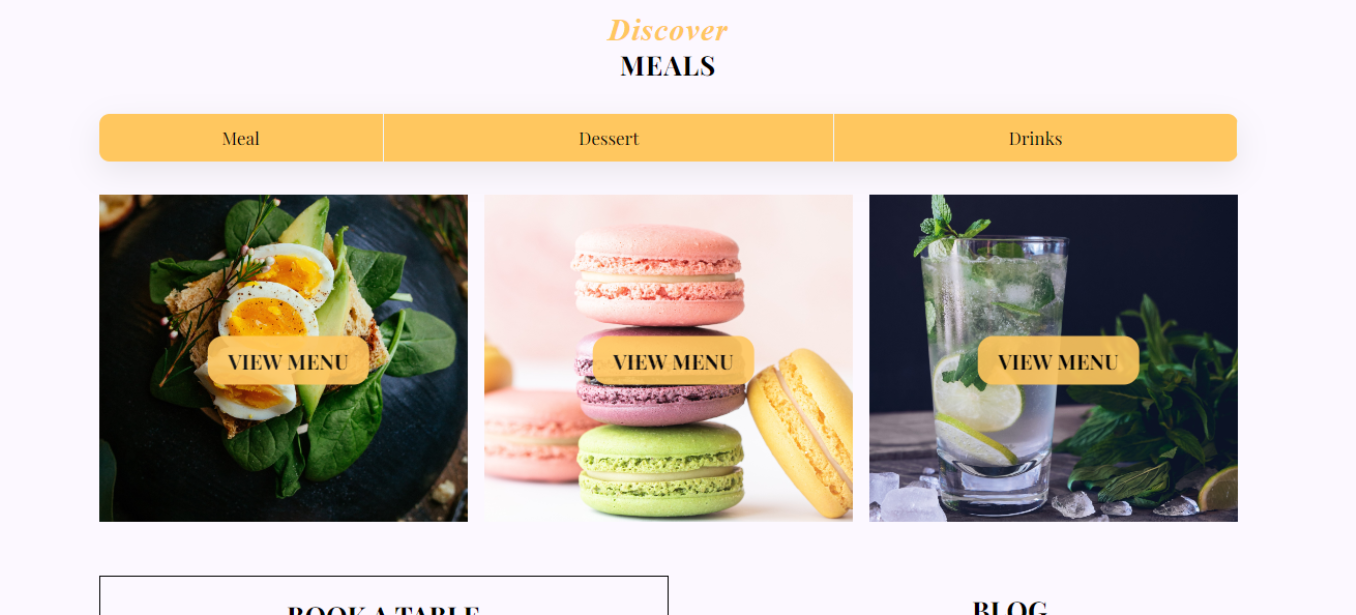 Discover
MEALS
Meal Dessert Drinks
VIEW MENU VIEW MENU VIEW MENU
BOOK A TABLE BLOG